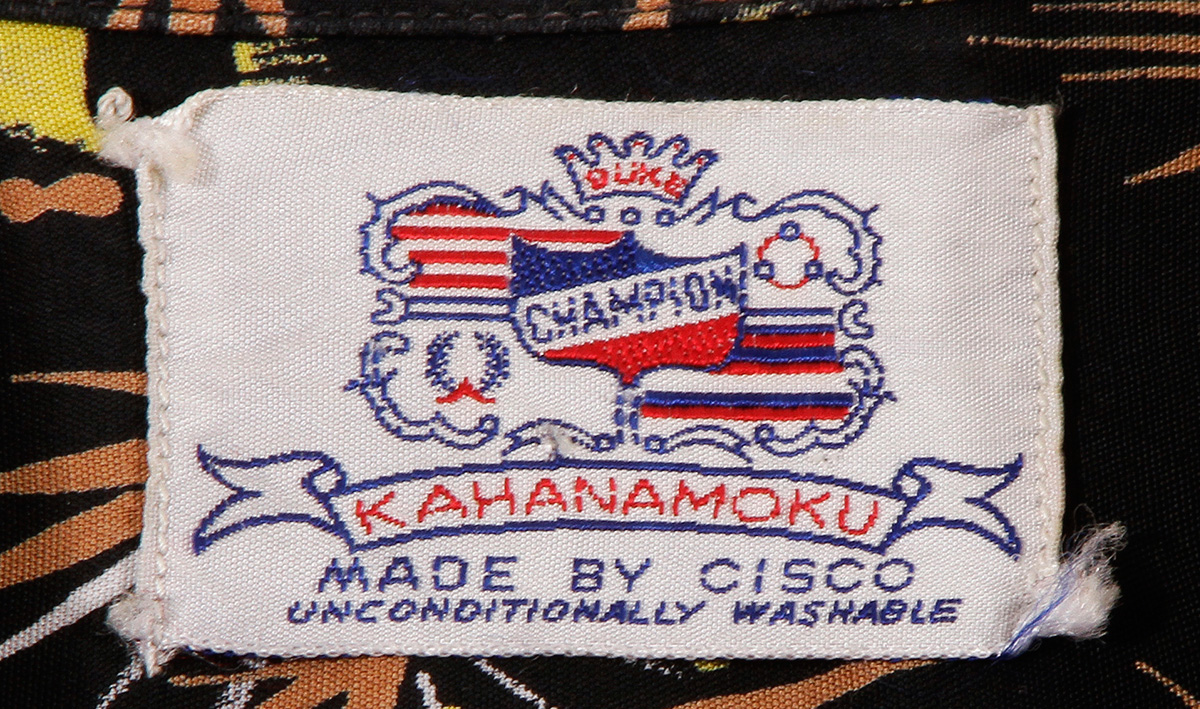 DUKE
CHAMPION
KAHANAMOKU
MADE BY CISCO
UNCONDITIONALLY WASHABLE